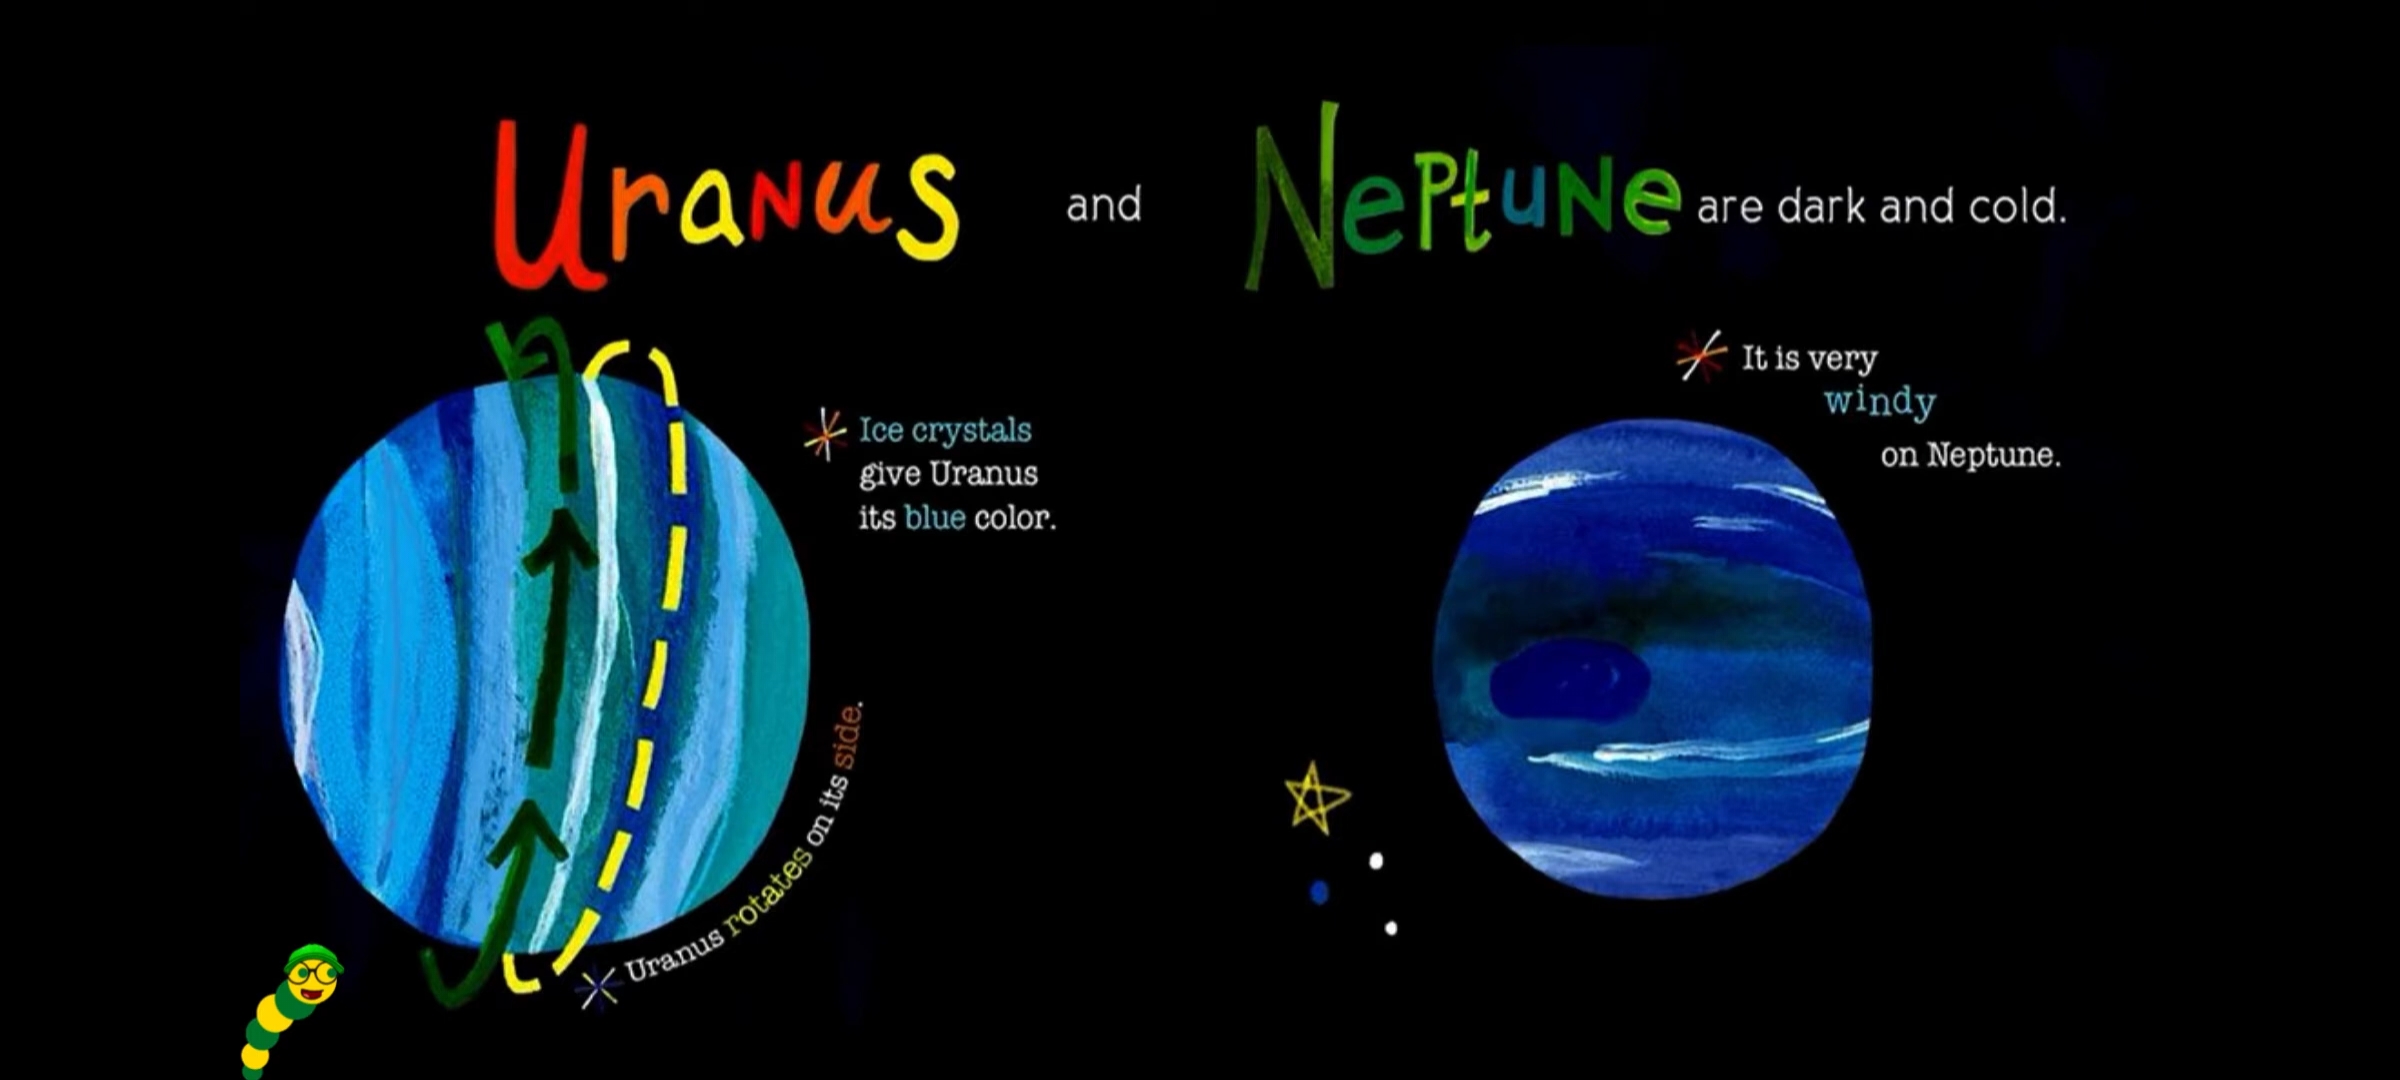 Uranus and Neptune are dark and cold.
Ice crystals
give Uranus
its blue color.
Uranus rotates on its side.
It is very
windy
on Neptune.